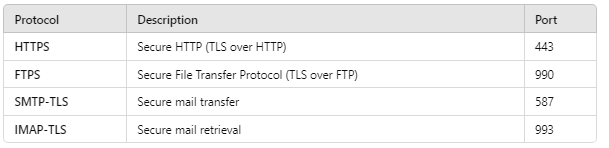 Protocol Description Port
HTTPS Secure HTTP (TLS over HTTP) 443
FTPS Secure File Transfer Protocol (TLS over FTP) 990
SMTP-TLS Secure mail transfer 587
IMAP-TLS Secure mail retrieval 993